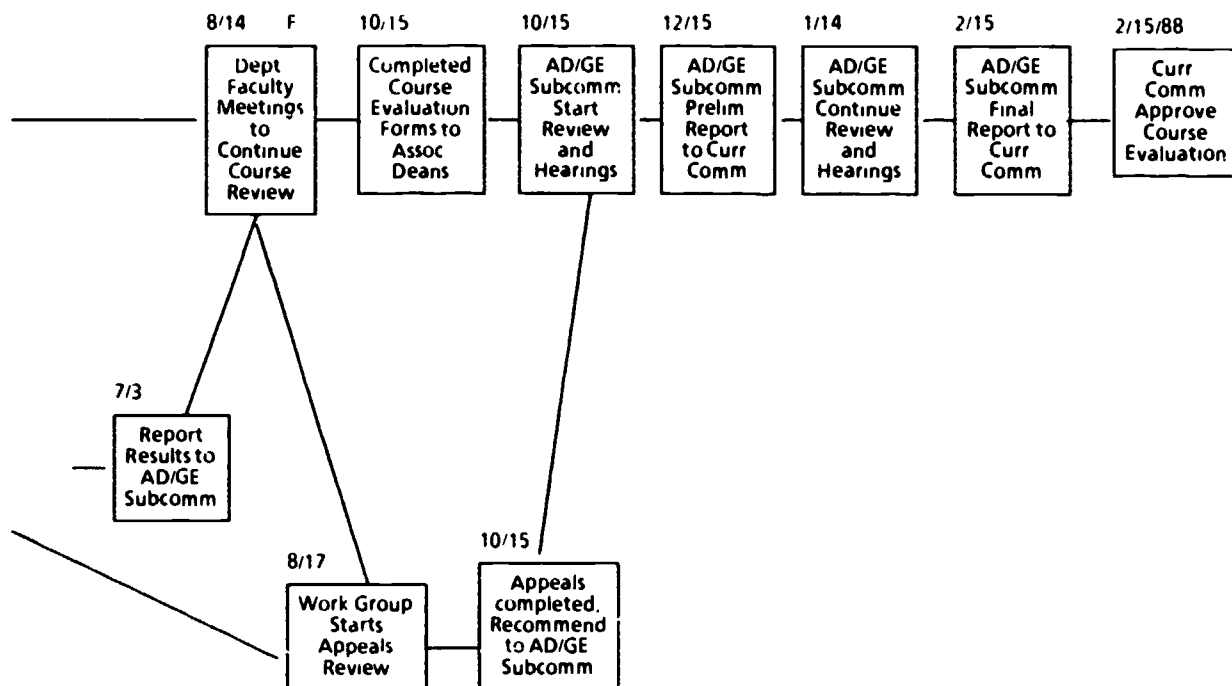 8/14 F
Dept
Faculty
Meetings
to
Continue
Course
Review
10/15
Completed
Course
Evaluation
Forms to
Assoc
Deans
10/15
AD/GE
Subcomm
Start
Review
and
Hearings
12/15
AD/GE
Subcomm
Prelim
Report
to Curr
Comm
1/14
AD/GE
Subcomm
Continue
Review
and
Hearings
2/15
AD/GE
Subcomm
Final
Report to
Curr
Comm
2/15/88
Curr
Comm
Approve
Course
Evaluation
7/3
Report
Results to
AD/GE
Subcomm
8/17
Work Group
Starts
Appeals
Review
10/15
Appeals
completed.
Recommend
to AD/GE
Subcomm